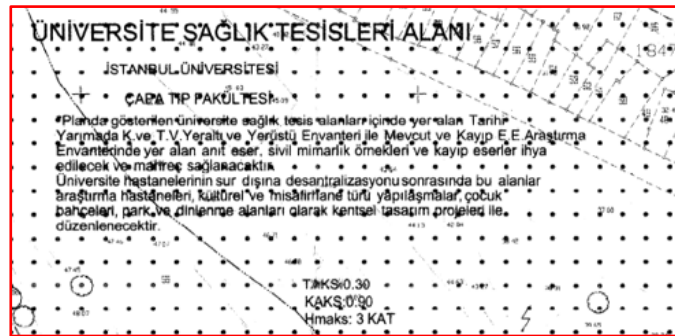 ÜNİVERSİTE SAĞLIK TESİSLERİ ALANI
1847
İSTANBUL ÜNİVERSİTESİ
ÇAPA TIP FAKÜLTESİ
*Planda gösterilen üniversite sağlık tesis alanları içinde yer alan Tarihi
Yarımada K.ve T.V.Yeraltı ve Yerüstü Envanteri ile Mevcut ve Kayıp E.E.Araştırma
Envanterinde yer alan anıt eser, sivil mimarlık örnekleri ve kayıp eserler ihya
edilecek ve mahreç sağlanacaktır.
Üniversite hastanelerinin sur dışına desantralizasyonu sonrasında bu alanlar
araştırma hastaneleri, kültürel ve misafirhane türü yapılaşmalar, çocuk
bahçeleri, park ve dinlenme alanları olarak kentsel tasarım projeleri ile
düzenlenecektir.
TAKS:0.30
KAKS:0.90
Hmaks: 3 KAT